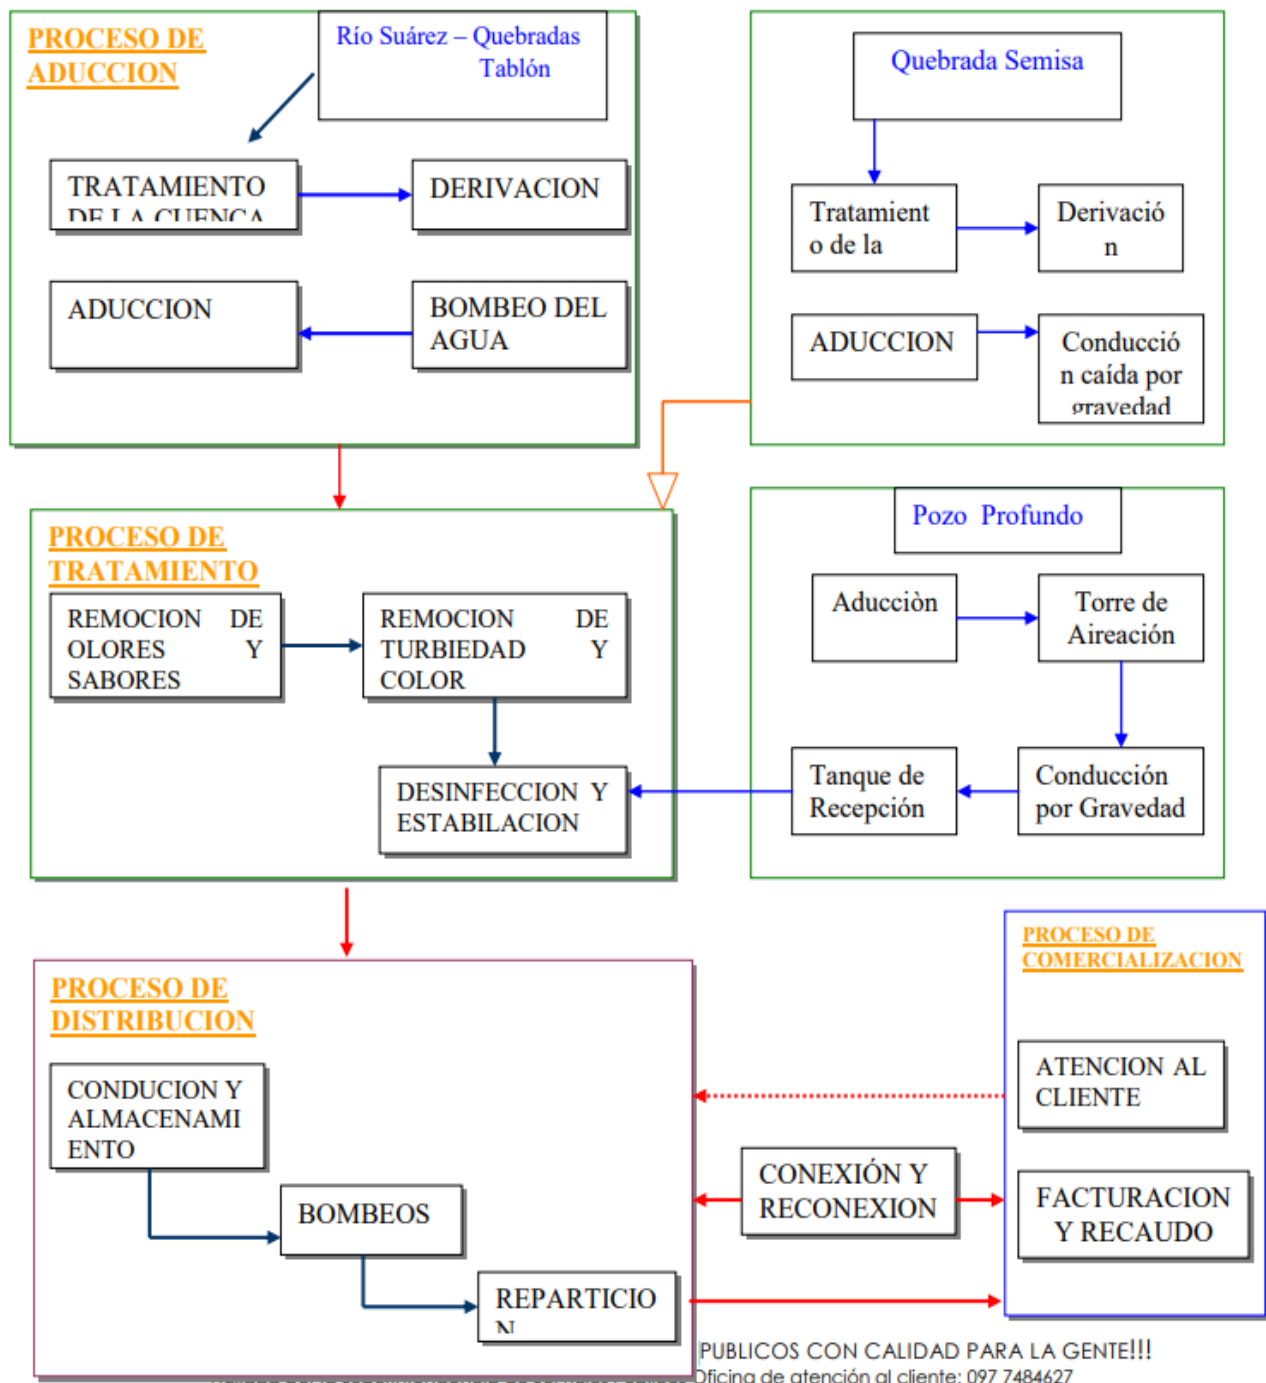 PROCESO DE
ADUCCION
Río Suárez – Quebradas
Tablón
TRATAMIENTO
DE LA CUENCA
DERIVACION
ADUCCION
BOMBEO DEL
AGUA
Quebrada Semisa
Tratamient
o de la
Derivació
n
ADUCCION
Conducció
n caída por
gravedad
PROCESO DE
TRATAMIENTO
REMOCION DE
OLORES Y
SABORES
REMOCION DE
TURBIEDAD Y
COLOR
DESINFECCION Y
ESTABILACION
Pozo Profundo
Aducciòn
Torre de
Aireación
Tanque de
Recepción
Conducción
por Gravedad
PROCESO DE
DISTRIBUCION
CONDUCION Y
ALMACENAMI
ENTO
BOMBEOS
REPARTICIO
N
CONEXIÓN Y
RECONEXION
PROCESO DE
COMERCIALIZACION
ATENCION AL
CLIENTE
FACTURACION
Y RECAUDO
PUBLICOS CON CALIDAD PARA LA GENTE!!!
Oficina de atención al cliente: 097 7484627